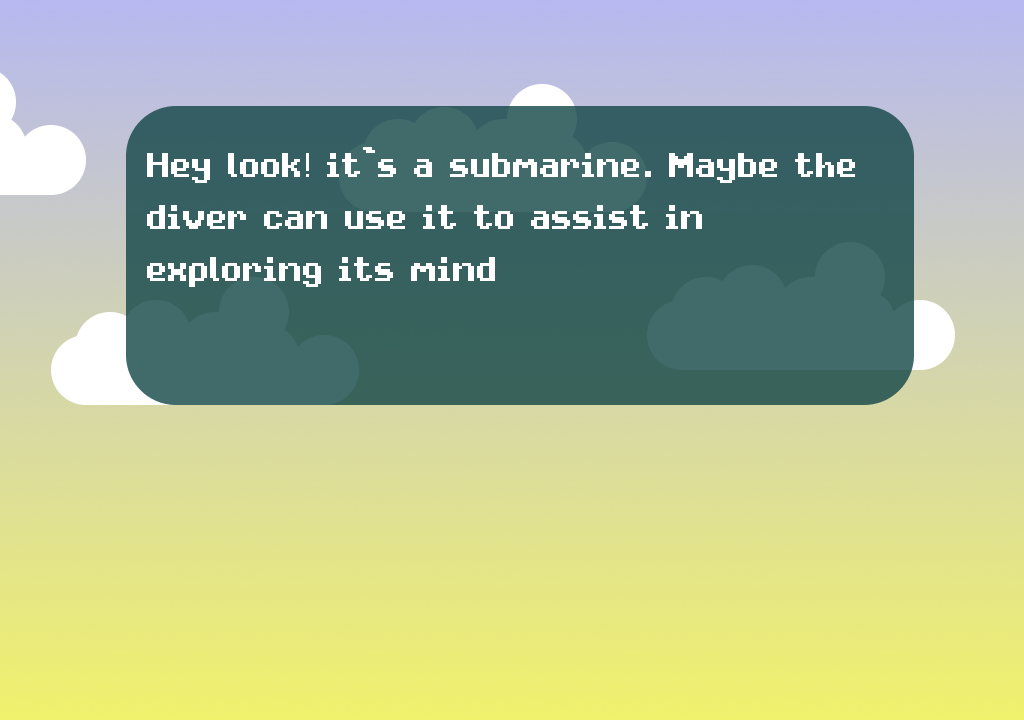 Hey look! it`s a submarine. Maybe the
diver can use it to assist in
exploring its mind